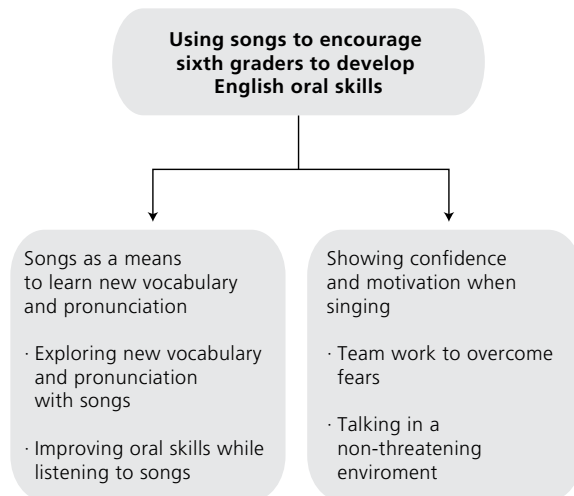 Using songs to encourage
sixth graders to develop
English oral skills
Songs as a means
to learn new vocabulary
and pronunciation
· Exploring new vocabulary
and pronunciation
with songs
· Improving oral skills while
listening to songs
Showing confidence
and motivation when
singing
· Team work to overcome
fears
· Talking in a
non-threatening
enviroment